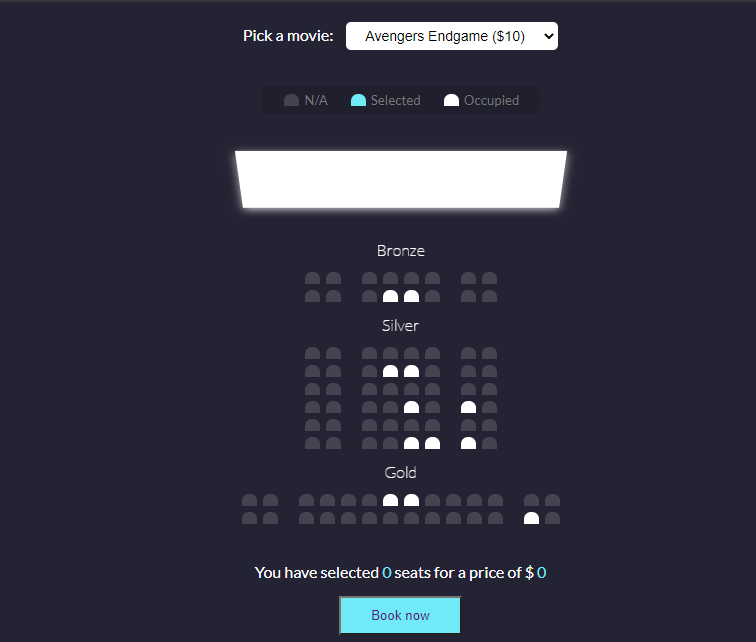 Pick a movie: Avengers Endgame ($10)
N/A Selected Occupied
Bronze
Silver
Gold
You have selected 0 seats for a price of $ 0
Book now